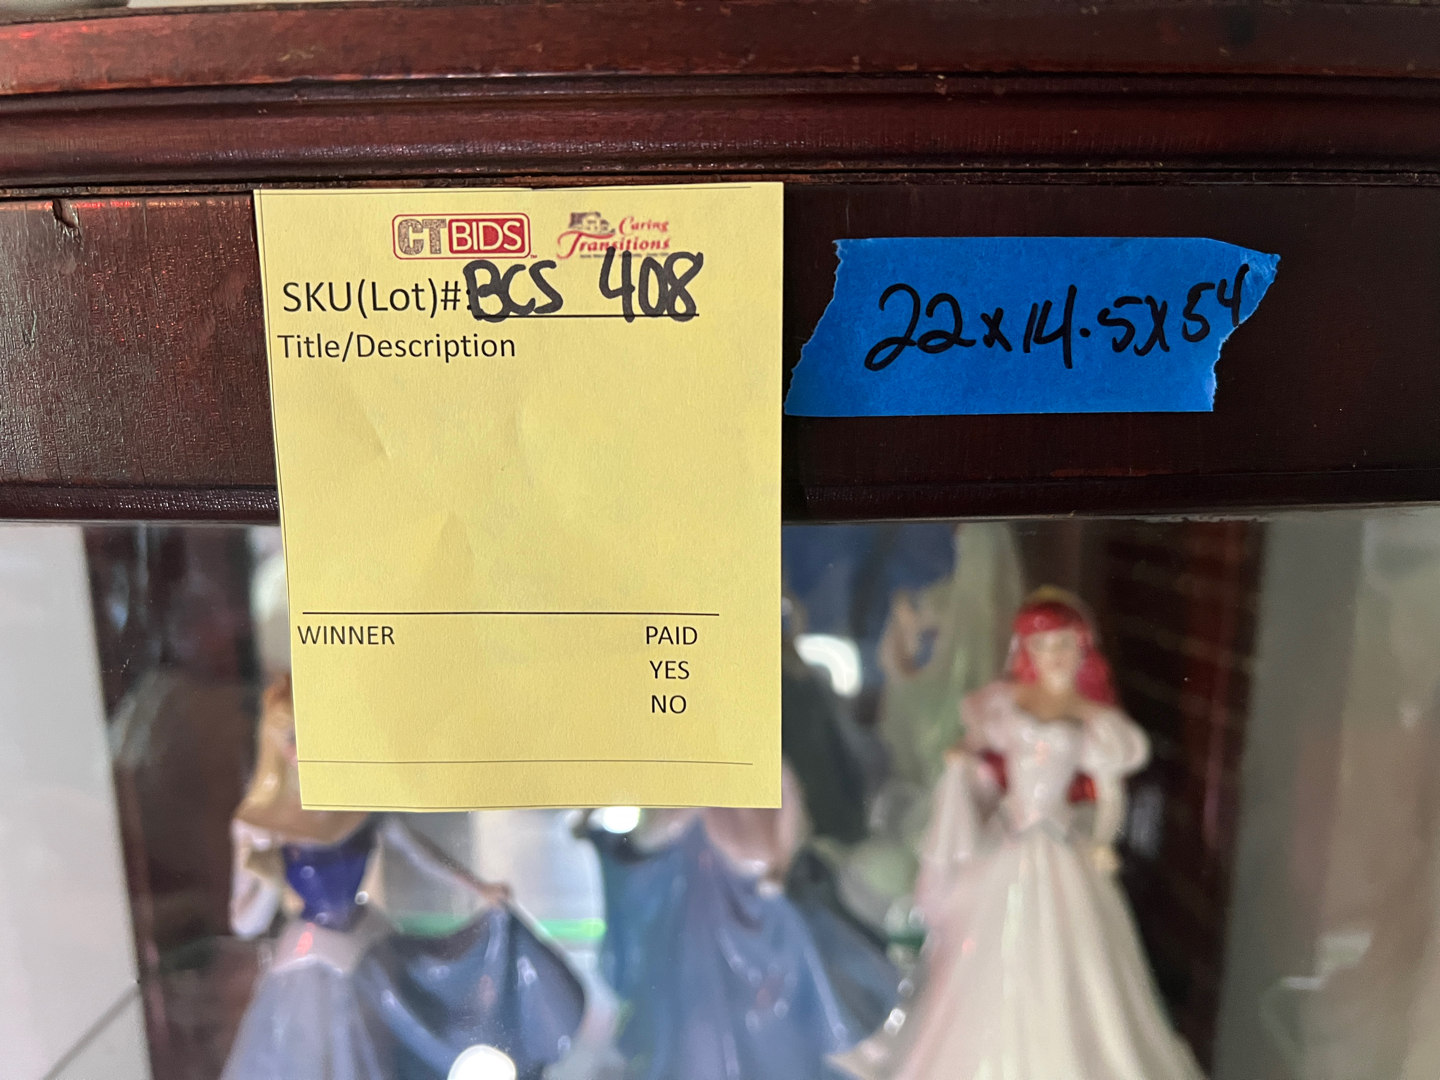 CTBIDS
Caring
Transitions
SKU(Lot)#: BCS 408
Title/Description
22x14.5x54
WINNER PAID
YES
NO